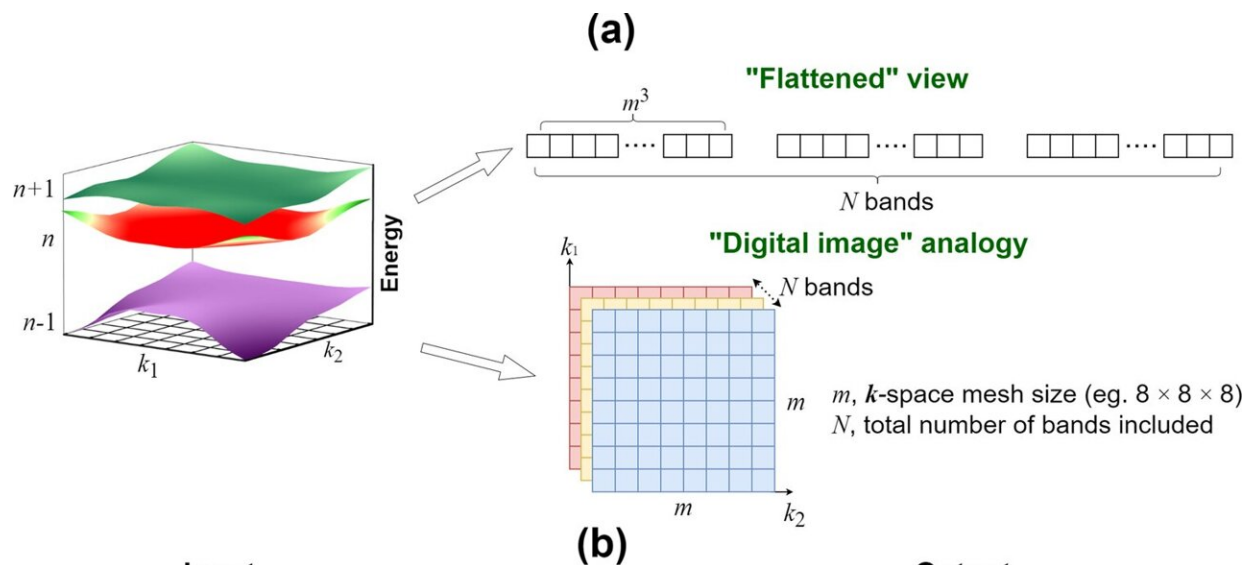 (a)
"Flattened" view
m³
N bands
n+1
n
n-1
Energy
k₁
k₂
"Digital image" analogy
k₁
N bands
m
m
k₂
m, k-space mesh size (eg. 8 × 8 × 8)
N, total number of bands included
(b)